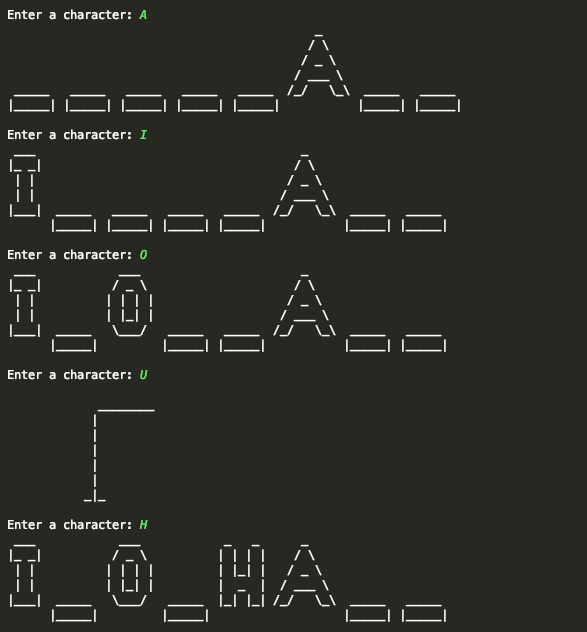 Enter a character: A
_ _ _ _ _ A _ _
Enter a character: I
I _ _ _ _ A _ _
Enter a character: O
I _ O _ _ A _ _
Enter a character: U
Enter a character: H
I _ O _ H A _ _